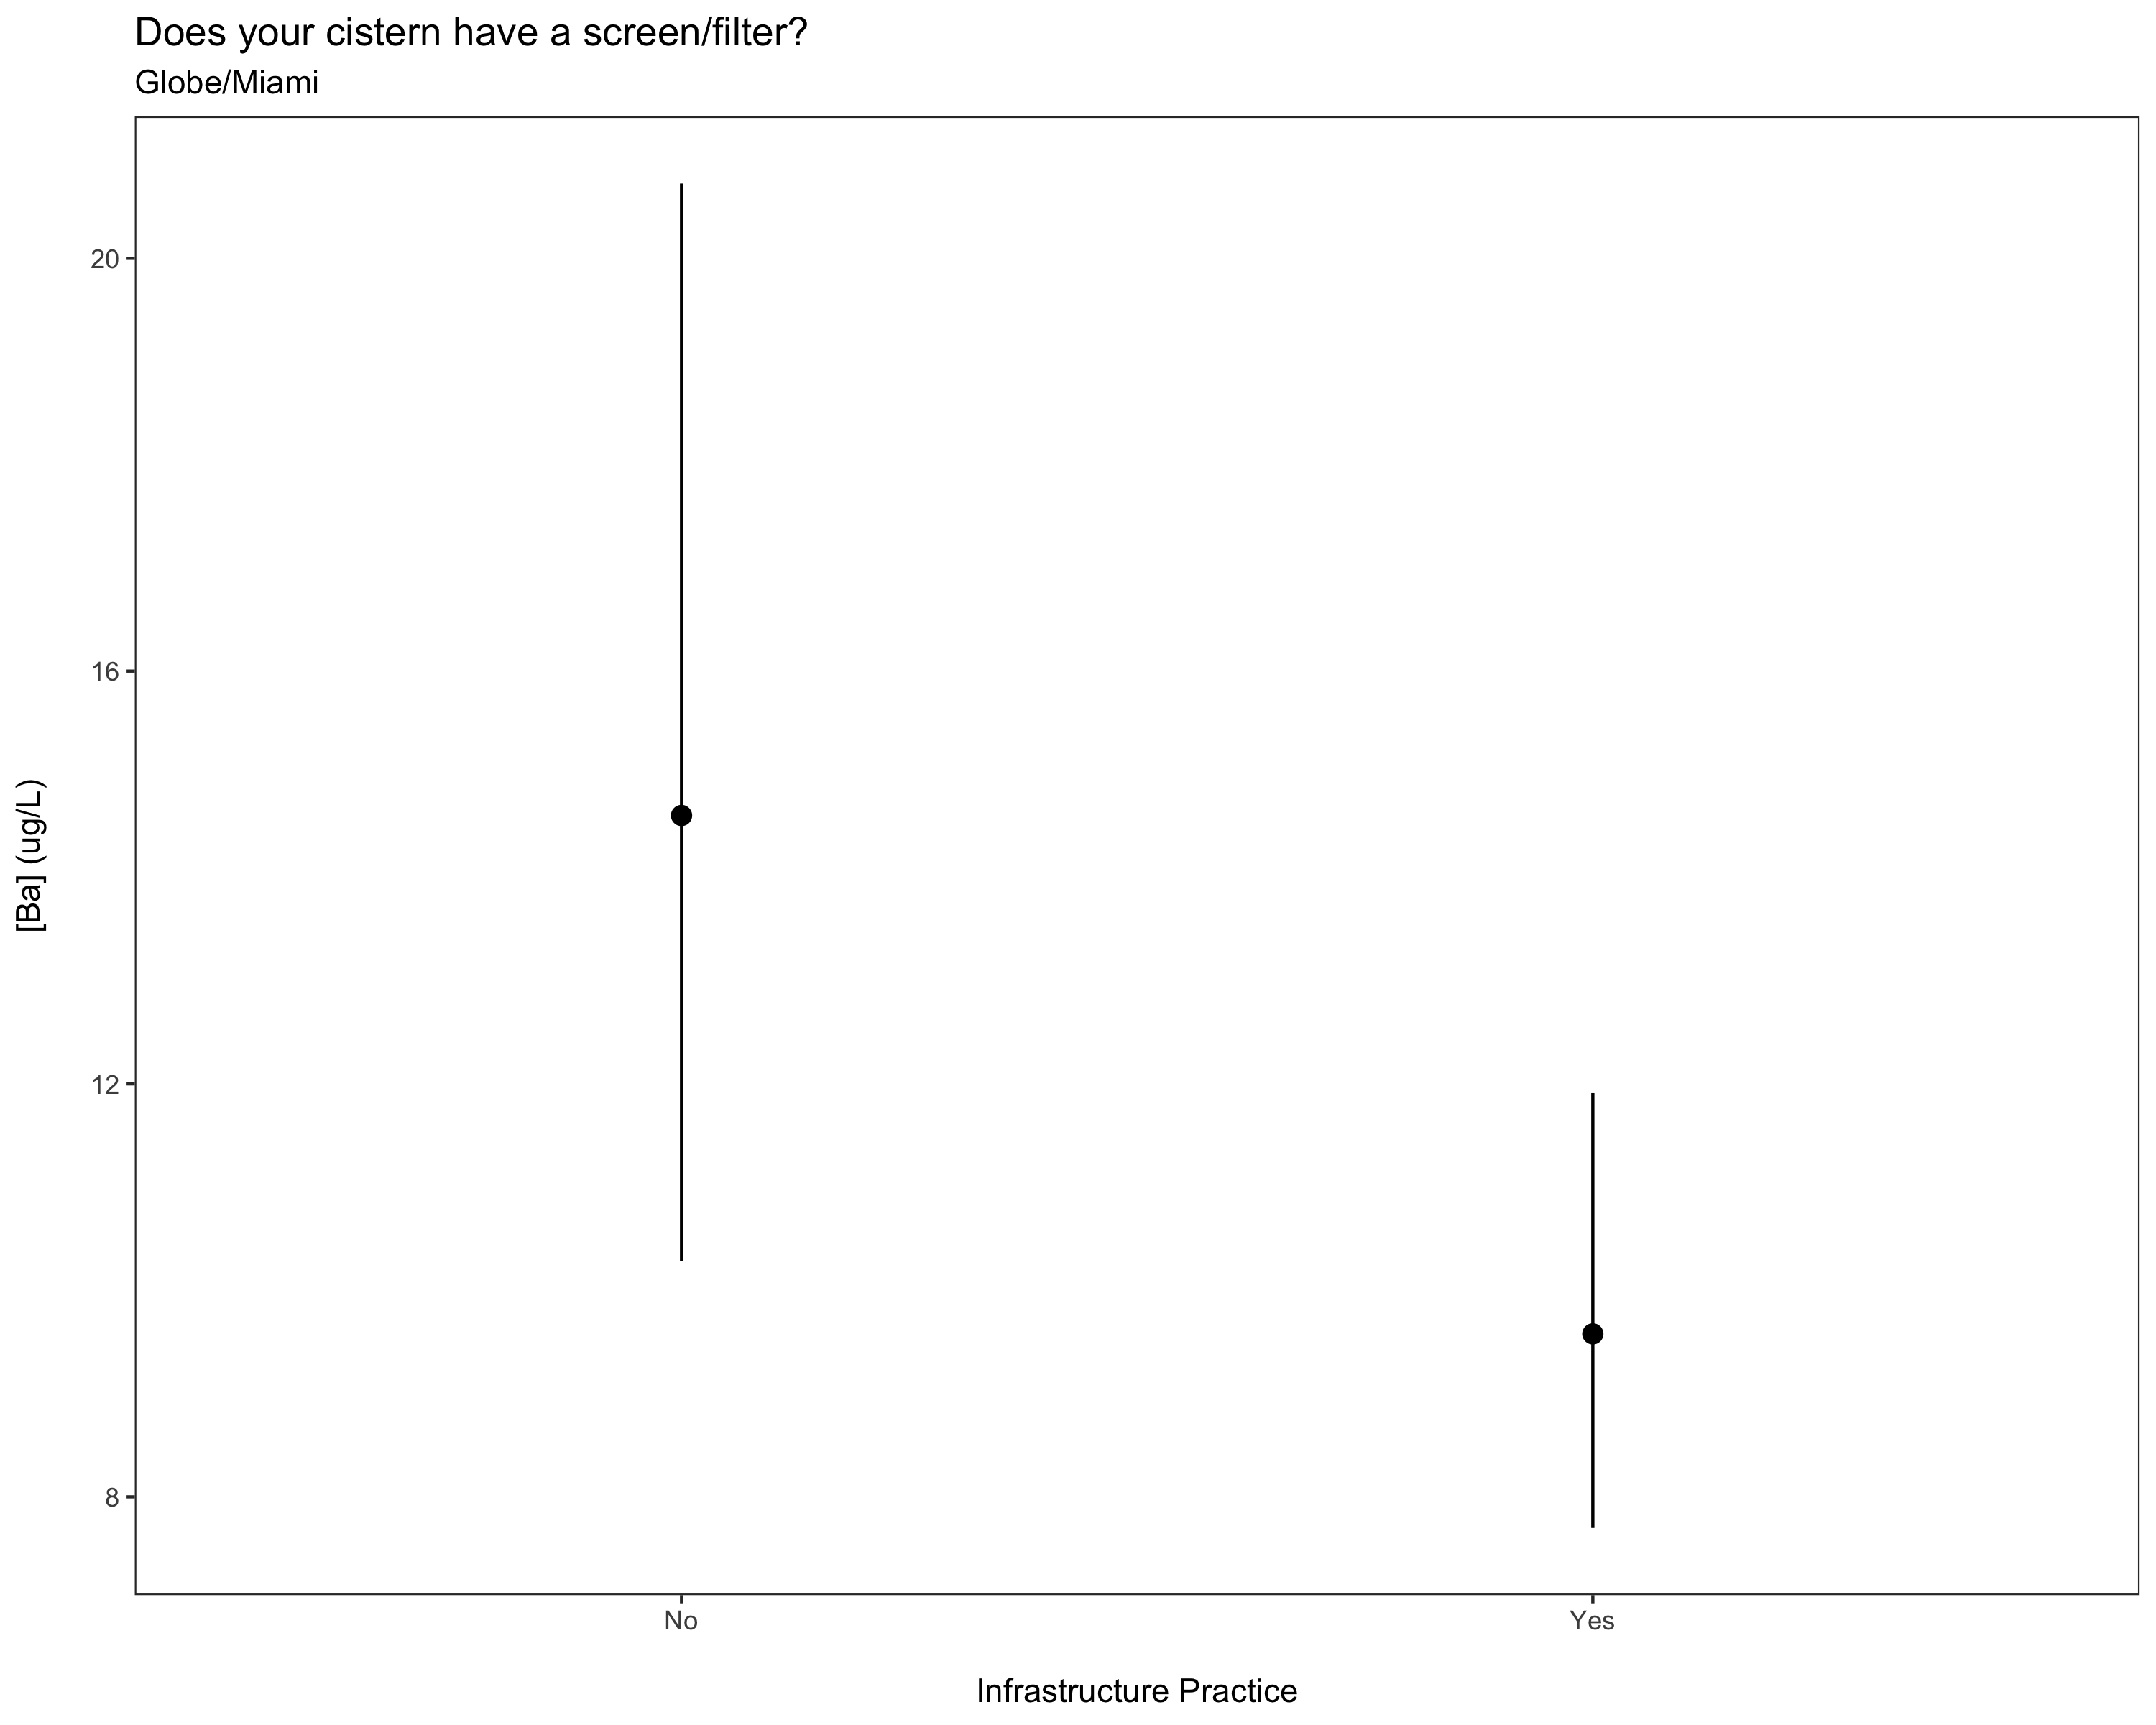 Does your cistern have a screen/filter?
Globe/Miami
20
16
12
8
[Ba] (ug/L)
No
Yes
Infrastructure Practice